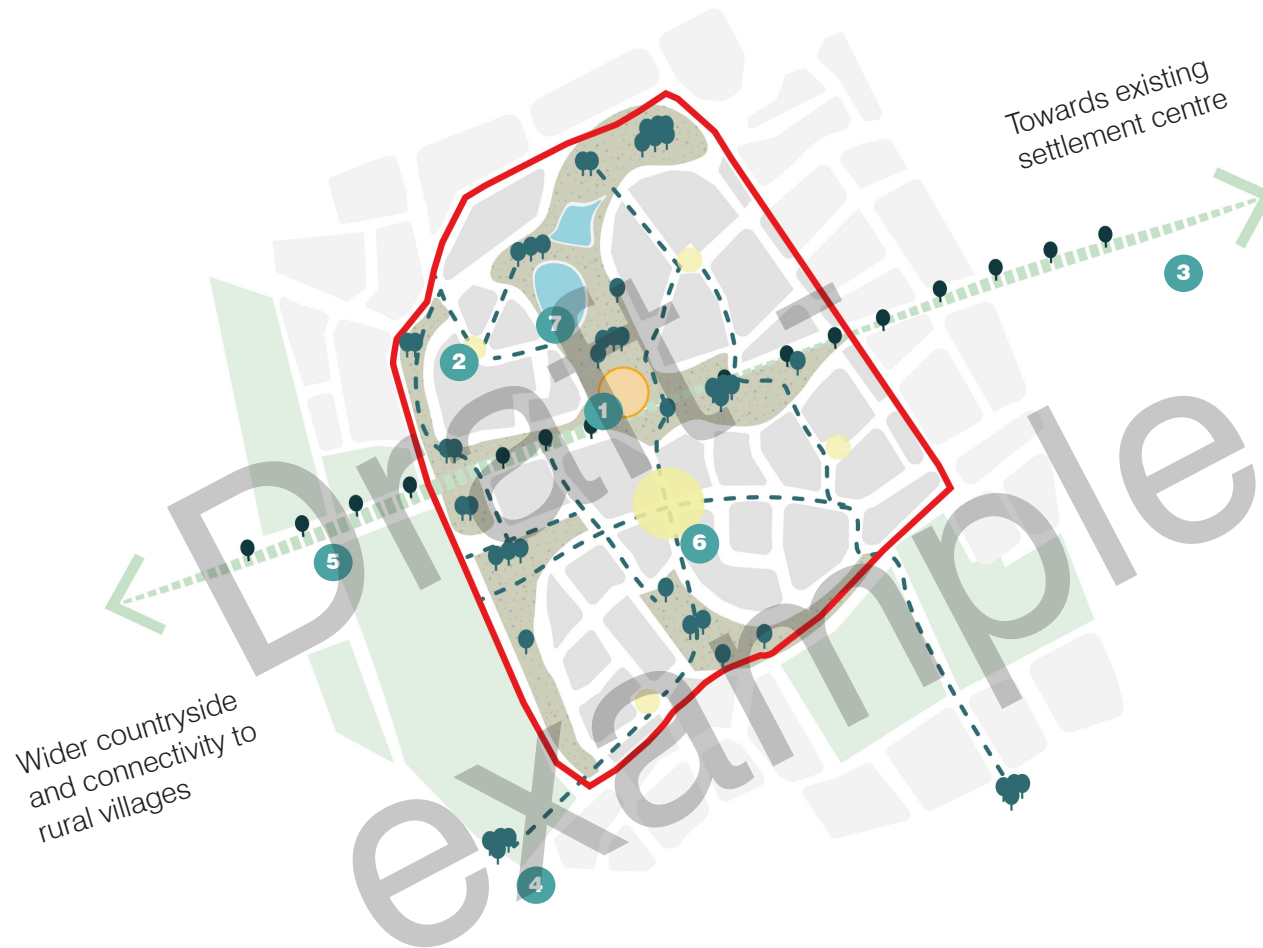 Towards existing
settlement centre
3
2
7
1
5
6
Wider countryside
and connectivity to
rural villages
4
Draft -
example